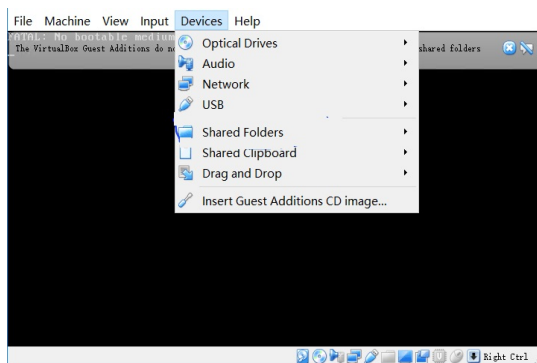 File Machine View Input Devices Help
FATAL: No bootable medium
The VirtualBox Guest Additions do no
shared folders
Optical Drives
Audio
Network
USB
Shared Folders
Shared Clipboard
Drag and Drop
Insert Guest Additions CD image...
Right Ctrl